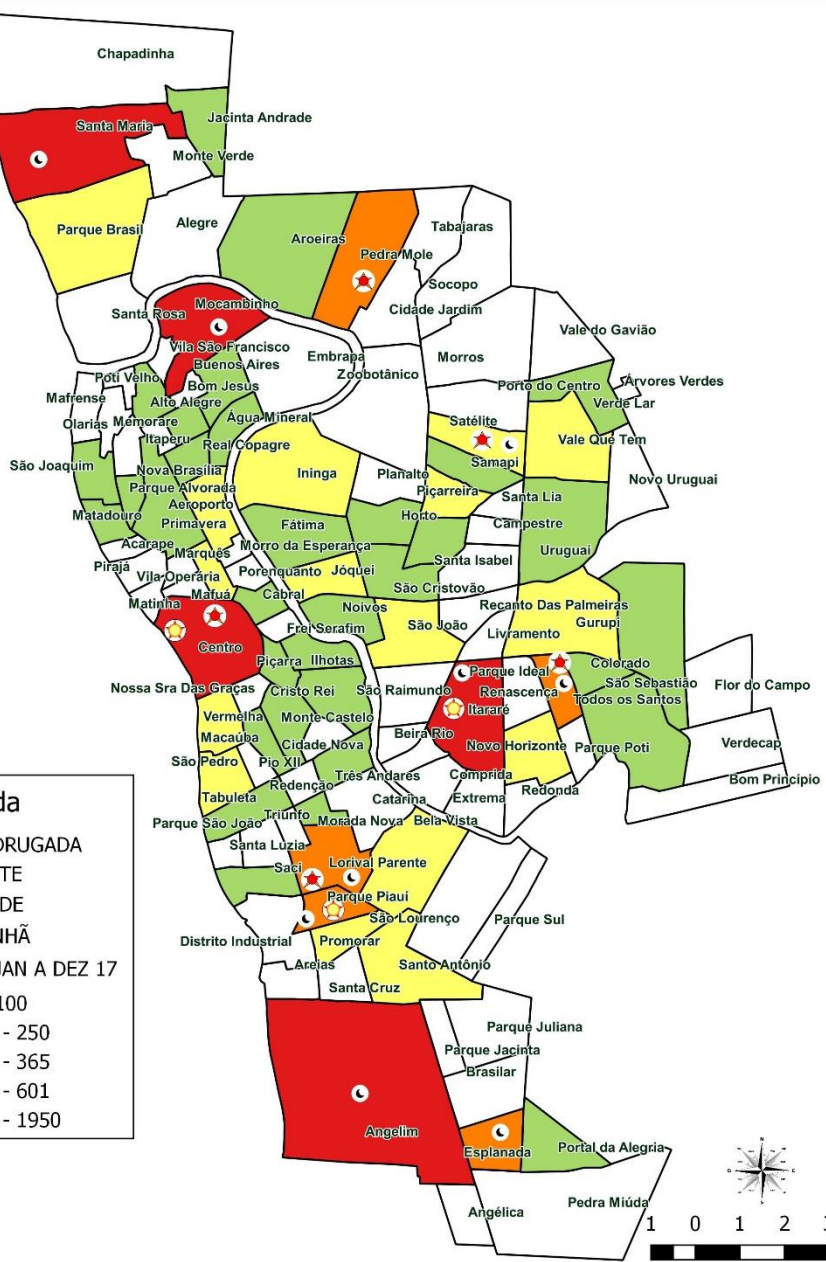 Chapadinha
Jacinta Andrade
Santa Maria
Monte Verde
Alegre
Parque Brasil
Aroeiras
Tabajaras
Pedra Mole
Socopo
Mocambinho
Santa Rosa
Cidade Jardim
Vale do Gavião
Vila São Francisco
Embrapa
Morros
Buenos Aires
Zoobotânico
Poti Velho
Bom Jesus
Porto do Centro
Árvores Verdes
Mafrense
Alto Alegre
Verde Lar
Olarias
Memorare
Água Mineral
Satélite
Itaperu
Real Copagre
Vale Que Tem
São Joaquim
Nova Brasília
Ininga
Planalto
Samapi
Novo Uruguai
Parque Alvorada
Piçarreira
Santa Lia
Aeroporto
Matadouro
Primavera
Fátima
Horto
Campestre
Acarape
Marquês
Morro da Esperança
Uruguai
Pirajá
Vila Operária
Porenquanto
Jóquei
Santa Isabel
Matinha
Mafuá
Cabral
São Cristovão
Noivos
Recanto Das Palmeiras
Frei Serafim
São João
Gurupi
Centro
Livramento
Piçarra
Ilhotas
Parque Ideal
Colorado
Nossa Sra Das Graças
Cristo Rei
São Raimundo
Renascença
São Sebastião
Flor do Campo
Todos os Santos
Vermelha
Monte Castelo
Itararé
Macaúba
Cidade Nova
Beira Rio
Novo Horizonte
Parque Poti
Verdecap
São Pedro
Pio XII
Três Andares
Comprida
Bom Princípio
Tabuleta
Redenção
Catarina
Extrema
Redonda
Parque São João
Triunfo
Morada Nova
Bela Vista
Santa Luzia
Saci
Lorival Parente
Parque Piauí
São Lourenço
Parque Sul
Distrito Industrial
Promorar
Areias
Santo Antônio
Santa Cruz
Parque Juliana
Parque Jacinta
Brasilar
Angelim
Esplanada
Portal da Alegria
Angélica
Pedra Miúda
JAN A DEZ 17
100
- 250
- 365
- 601
- 1950
1 0 1 2